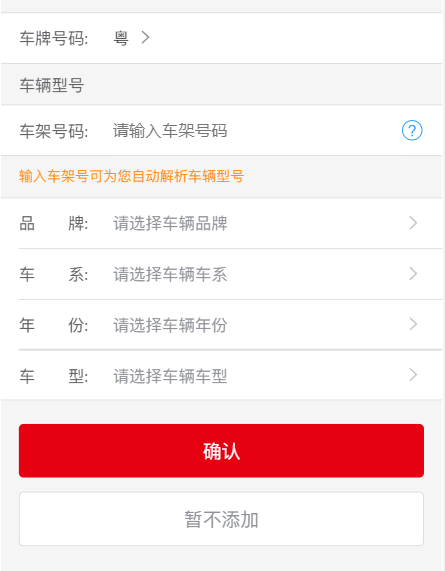 车牌号码: 粤
车辆型号
车架号码: 请输入车架号码 ?
输入车架号可为您自动解析车辆型号
品 牌: 请选择车辆品牌
车 系: 请选择车辆车系
年 份: 请选择车辆年份
车 型: 请选择车辆车型
确认
暂不添加